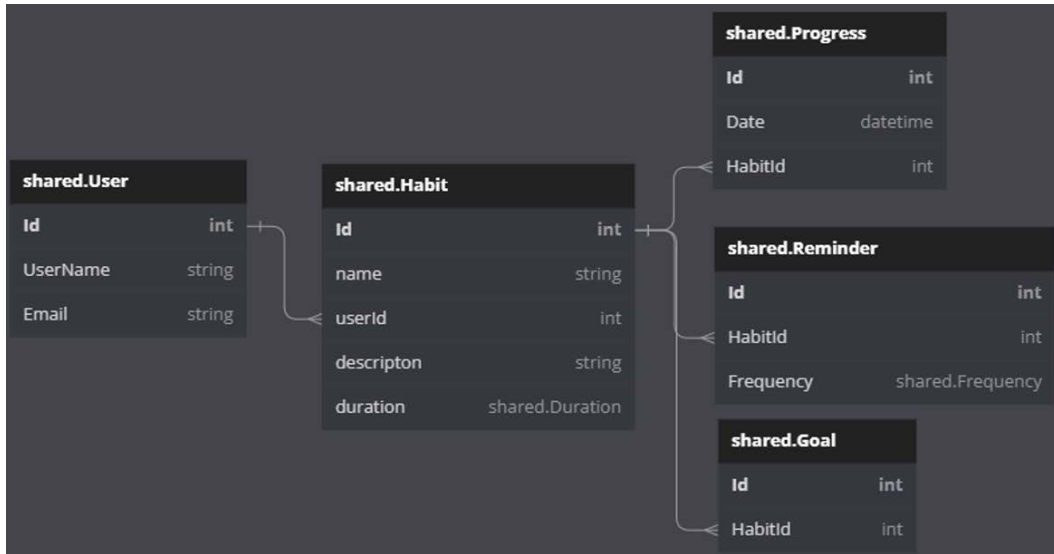 shared.User
Id int
UserName string
Email string
shared.Habit
Id int
name string
userId int
descripton string
duration shared.Duration
shared.Progress
Id int
Date datetime
HabitId int
shared.Reminder
Id int
HabitId int
Frequency shared.Frequency
shared.Goal
Id int
HabitId int